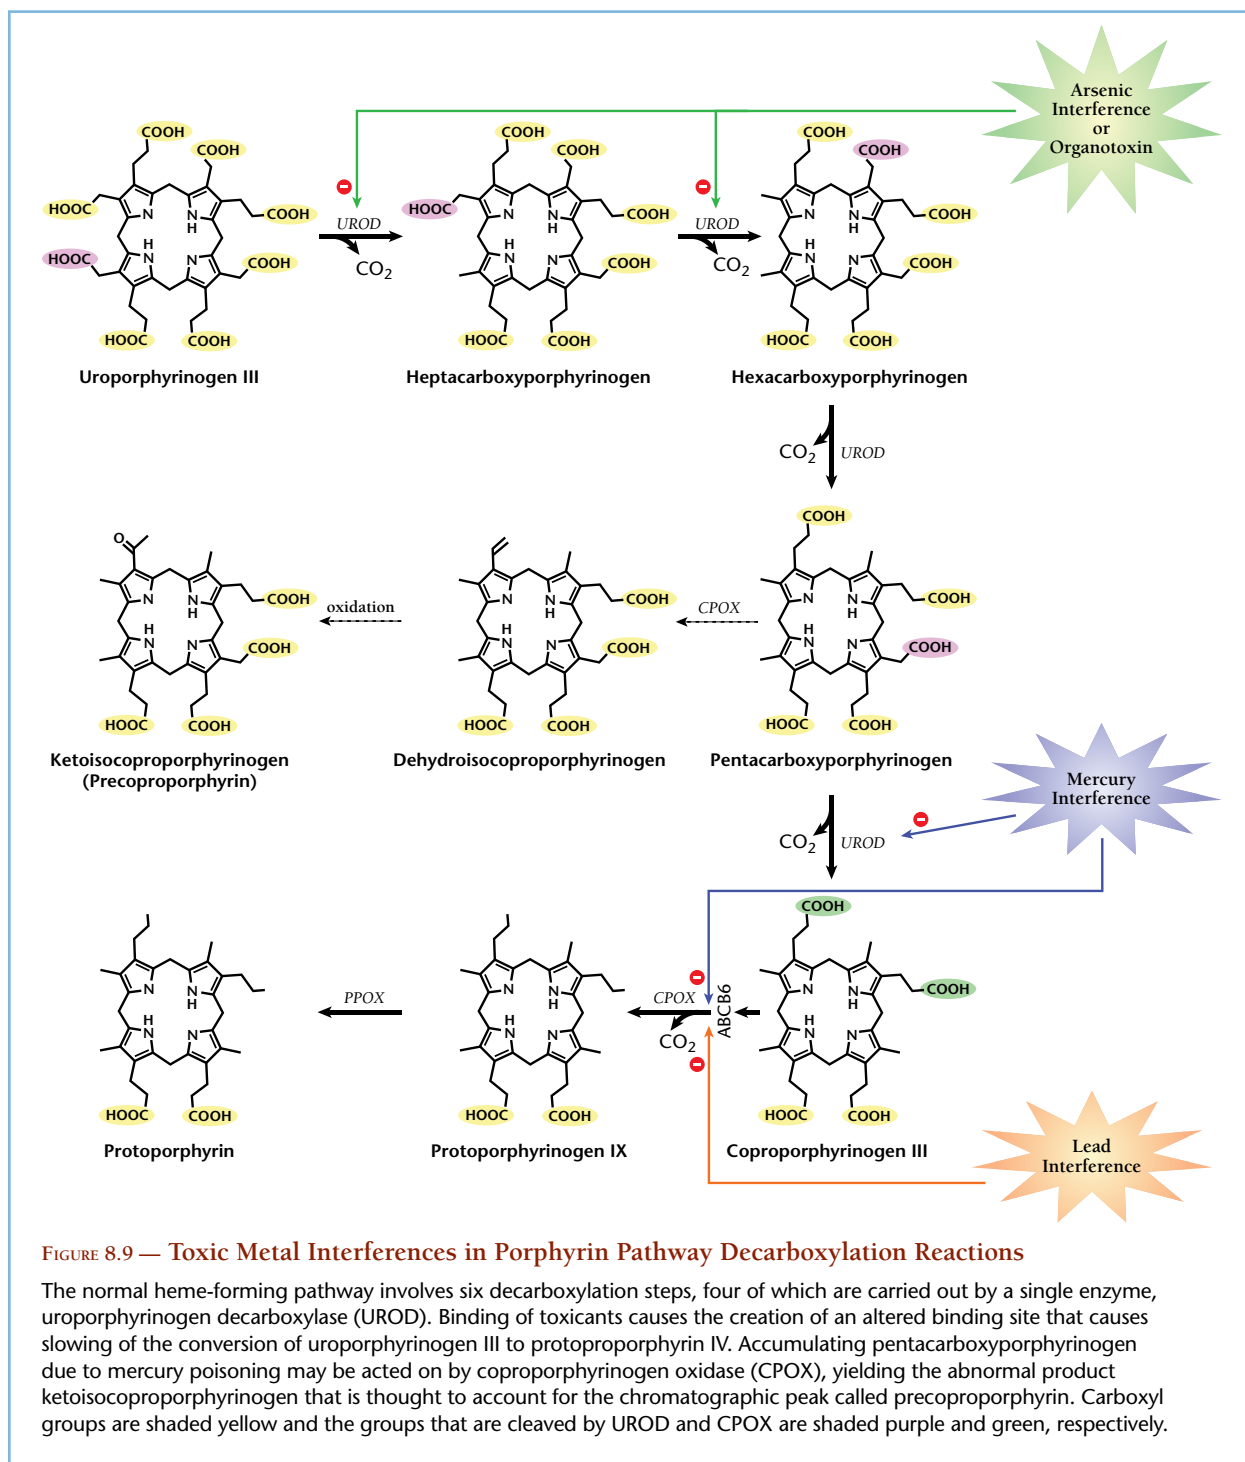 Arsenic
Interference
or
Organotoxin
COOH
COOH
HOOC
COOH
HOOC
COOH
HOOC
COOH
N
N
H
H
N
N
Uroporphyrinogen III
UROD
CO2
COOH
COOH
HOOC
COOH
COOH
HOOC
COOH
N
N
H
H
N
N
Heptacarboxyporphyrinogen
UROD
CO2
COOH
COOH
COOH
COOH
HOOC
COOH
N
N
H
H
N
N
Hexacarboxyporphyrinogen
CO2
UROD
O
COOH
COOH
HOOC
COOH
N
N
H
H
N
N
Ketoisocoproporphyrinogen
(Precoproporphyrin)
oxidation
COOH
COOH
HOOC
COOH
N
N
H
H
N
N
Dehydroisocoproporphyrinogen
CPOX
COOH
COOH
COOH
HOOC
COOH
N
N
H
H
N
N
Pentacarboxyporphyrinogen
Mercury
Interference
CO2
UROD
HOOC
COOH
N
N
H
H
N
N
Protoporphyrin
PPOX
HOOC
COOH
N
N
H
H
N
N
Protoporphyrinogen IX
CPOX
CO2
ABCB6
COOH
COOH
HOOC
COOH
N
N
H
H
N
N
Coproporphyrinogen III
Lead
Interference
FIGURE 8.9 — Toxic Metal Interferences in Porphyrin Pathway Decarboxylation Reactions
The normal heme-forming pathway involves six decarboxylation steps, four of which are carried out by a single enzyme,
uroporphyrinogen decarboxylase (UROD). Binding of toxicants causes the creation of an altered binding site that causes
slowing of the conversion of uroporphyrinogen III to protoproporphyrin IV. Accumulating pentacarboxyporphyrinogen
due to mercury poisoning may be acted on by coproporphyrinogen oxidase (CPOX), yielding the abnormal product
ketoisocoproporphyrinogen that is thought to account for the chromatographic peak called precoproporphyrin. Carboxyl
groups are shaded yellow and the groups that are cleaved by UROD and CPOX are shaded purple and green, respectively.